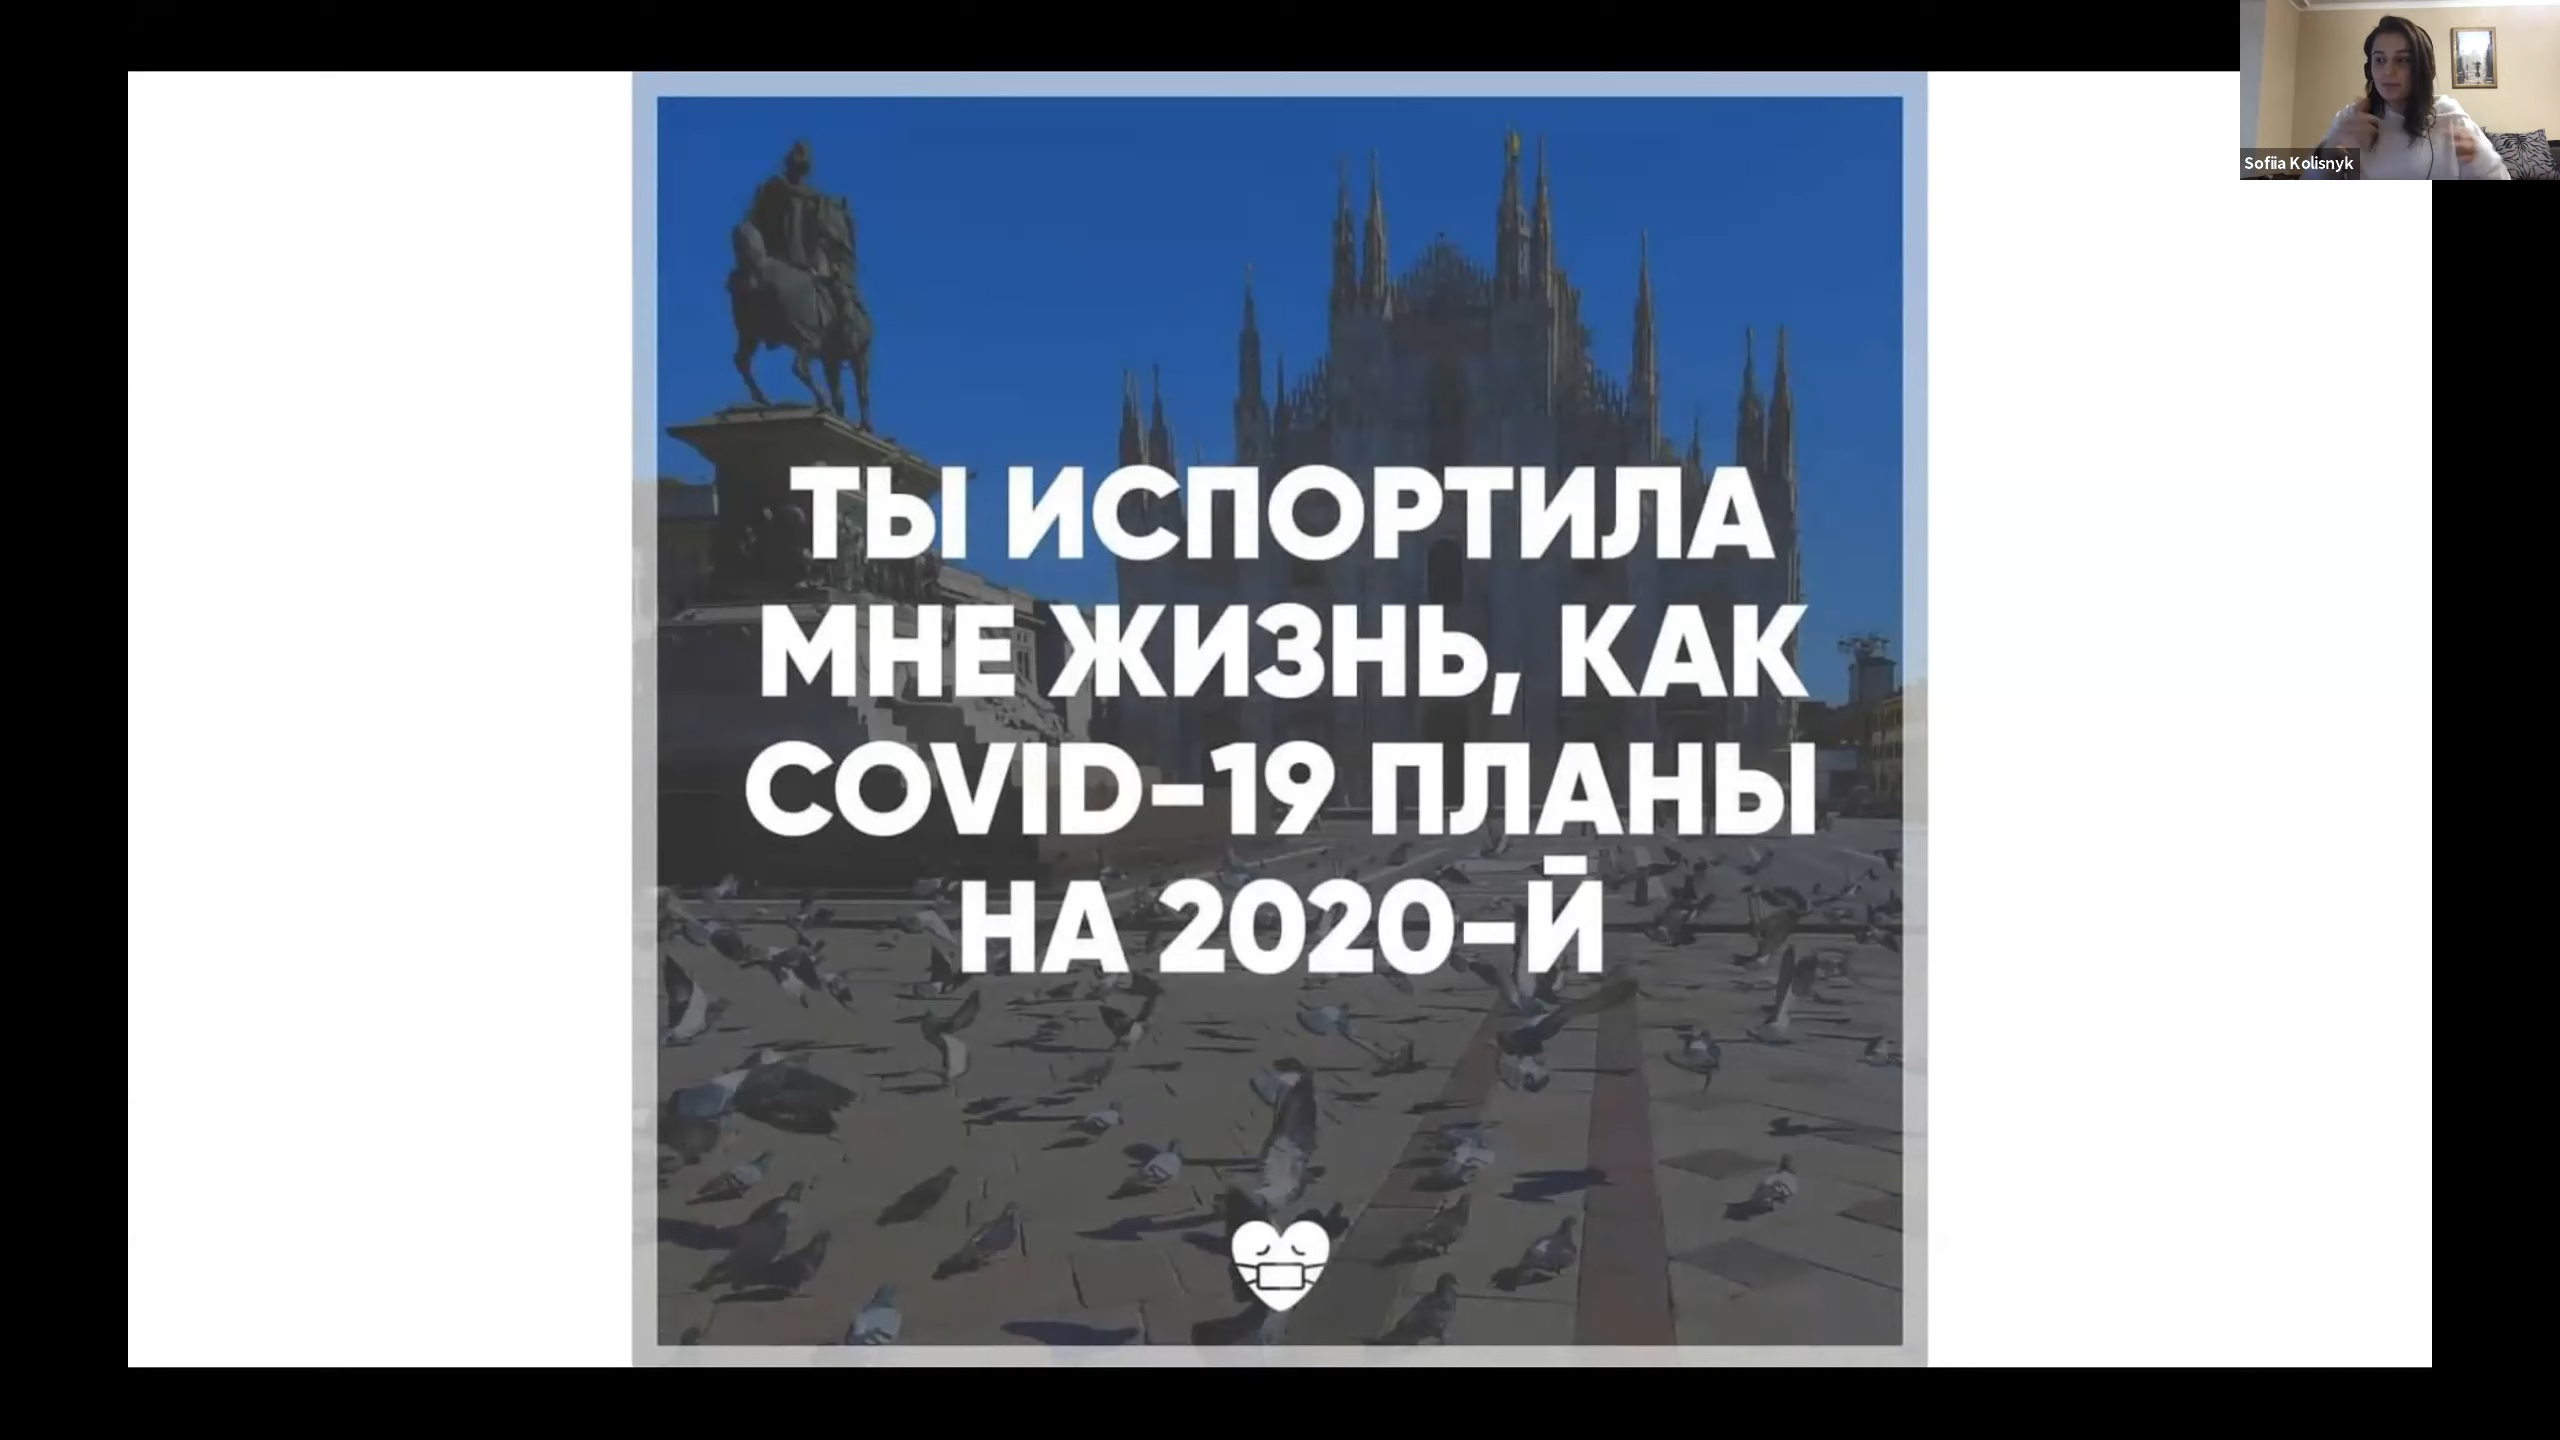 Sofiia Kolisnyk
ТЫ ИСПОРТИЛА
МНЕ ЖИЗНЬ, КАК
COVID-19 ПЛАНЫ
НА 2020-Й